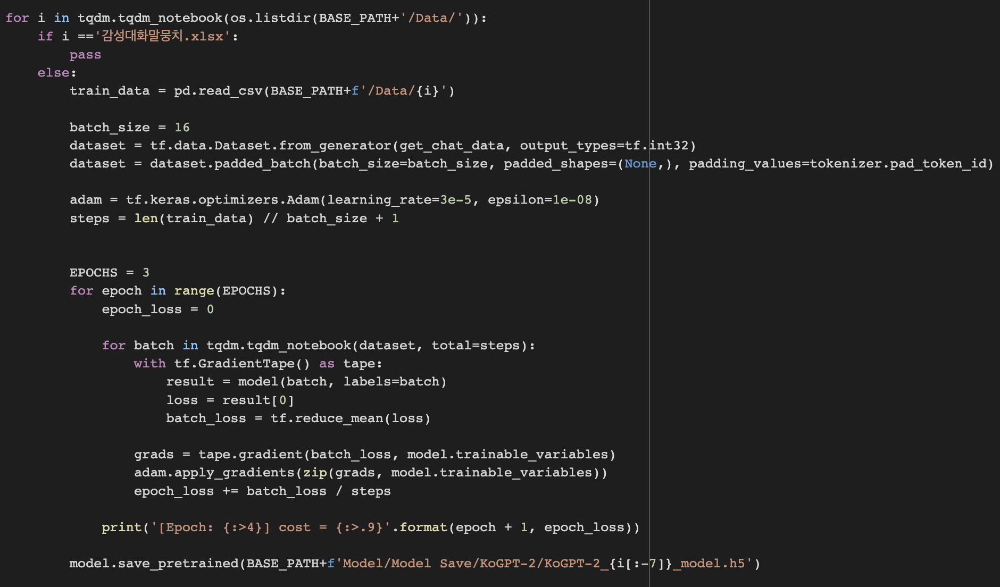 for i in tqdm.tqdm_notebook(os.listdir(BASE_PATH+'/Data/')):
    if i =='감성대화말뭉치.xlsx':
        pass
    else:
        train_data = pd.read_csv(BASE_PATH+f'/Data/{i}')
        batch_size = 16
        dataset = tf.data.Dataset.from_generator(get_chat_data, output_types=tf.int32)
        dataset = dataset.padded_batch(batch_size=batch_size, padded_shapes=(None,), padding_values=tokenizer.pad_token_id)
        adam = tf.keras.optimizers.Adam(learning_rate=3e-5, epsilon=1e-08)
        steps = len(train_data) // batch_size + 1
        EPOCHS = 3
        for epoch in range(EPOCHS):
            epoch_loss = 0
            for batch in tqdm.tqdm_notebook(dataset, total=steps):
                with tf.GradientTape() as tape:
                    result = model(batch, labels=batch)
                    loss = result[0]
                    batch_loss = tf.reduce_mean(loss)
                grads = tape.gradient(batch_loss, model.trainable_variables)
                adam.apply_gradients(zip(grads, model.trainable_variables))
                epoch_loss += batch_loss / steps
            print('[Epoch: {:>4}] cost = {:>.9}'.format(epoch + 1, epoch_loss))
        model.save_pretrained(BASE_PATH+f'Model/Model Save/KoGPT-2/KoGPT-2_{i[:-7]}_model.h5')